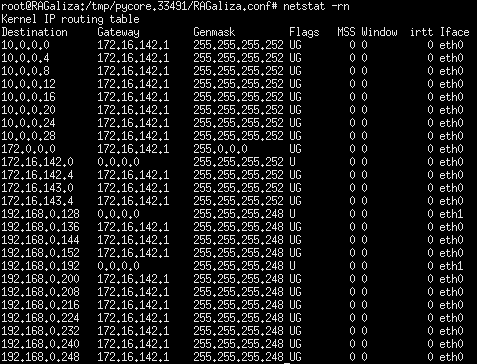 root@RAGaliza:/tmp/pycore.33491/RAGaliza.conf# netstat -rn
Kernel IP routing table
Destination Gateway Genmask Flags MSS Window irtt Iface
10.0.0.0 172.16.142.1 255.255.255.252 UG 0 0 0 eth0
10.0.0.4 172.16.142.1 255.255.255.252 UG 0 0 0 eth0
10.0.0.8 172.16.142.1 255.255.255.252 UG 0 0 0 eth0
10.0.0.12 172.16.142.1 255.255.255.252 UG 0 0 0 eth0
10.0.0.16 172.16.142.1 255.255.255.252 UG 0 0 0 eth0
10.0.0.20 172.16.142.1 255.255.255.252 UG 0 0 0 eth0
10.0.0.24 172.16.142.1 255.255.255.252 UG 0 0 0 eth0
10.0.0.28 172.16.142.1 255.255.255.252 UG 0 0 0 eth0
172.0.0.0 172.16.142.1 255.0.0.0 UG 0 0 0 eth0
172.16.142.0 0.0.0.0 255.255.255.252 U 0 0 0 eth0
172.16.142.4 172.16.142.1 255.255.255.252 UG 0 0 0 eth0
172.16.143.0 172.16.142.1 255.255.255.252 UG 0 0 0 eth0
172.16.143.4 172.16.142.1 255.255.255.252 UG 0 0 0 eth0
192.168.0.128 0.0.0.0 255.255.255.248 U 0 0 0 eth1
192.168.0.136 172.16.142.1 255.255.255.248 UG 0 0 0 eth0
192.168.0.144 172.16.142.1 255.255.255.248 UG 0 0 0 eth0
192.168.0.152 172.16.142.1 255.255.255.248 UG 0 0 0 eth0
192.168.0.192 0.0.0.0 255.255.255.248 U 0 0 0 eth1
192.168.0.200 172.16.142.1 255.255.255.248 UG 0 0 0 eth0
192.168.0.208 172.16.142.1 255.255.255.248 UG 0 0 0 eth0
192.168.0.216 172.16.142.1 255.255.255.248 UG 0 0 0 eth0
192.168.0.224 172.16.142.1 255.255.255.248 UG 0 0 0 eth0
192.168.0.232 172.16.142.1 255.255.255.248 UG 0 0 0 eth0
192.168.0.240 172.16.142.1 255.255.255.248 UG 0 0 0 eth0
192.168.0.248 172.16.142.1 255.255.255.248 UG 0 0 0 eth0